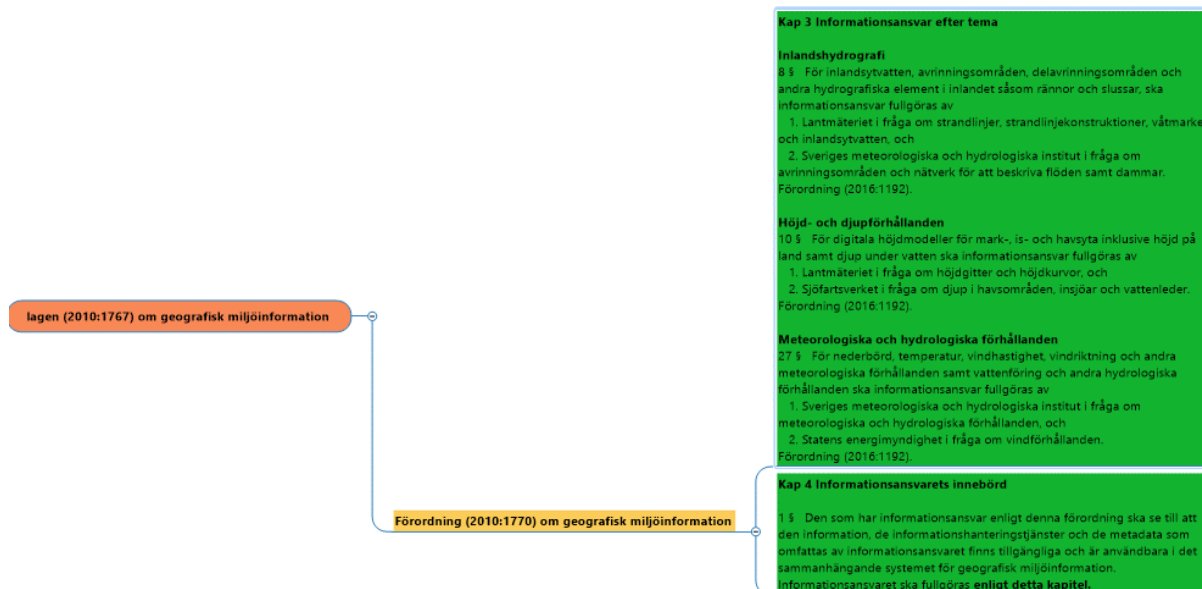 Kap 3 Informationsansvar efter tema
Inlandshydrografi
8 §   För inlandsytvatten, avrinningsområden, delavrinningsområden och
andra hydrografiska element i inlandet såsom rännor och slussar, ska
informationsansvar fullgöras av
1. Lantmäteriet i fråga om strandlinjer, strandlinjekonstruktioner, våtmarke
och inlandsytvatten, och
2. Sveriges meteorologiska och hydrologiska institut i fråga om
avrinningsområden och nätverk för att beskriva flöden samt dammar.
Förordning (2016:1192).
Höjd- och djupförhållanden
10 §   För digitala höjdmodeller för mark-, is- och havsyta inklusive höjd på
land samt djup under vatten ska informationsansvar fullgöras av
1. Lantmäteriet i fråga om höjdgitter och höjdkurvor, och
2. Sjöfartsverket i fråga om djup i havsområden, insjöar och vattenleder.
Förordning (2016:1192).
Meteorologiska och hydrologiska förhållanden
27 §   För nederbörd, temperatur, vindhastighet, vindriktning och andra
meteorologiska förhållanden samt vattenföring och andra hydrologiska
förhållanden ska informationsansvar fullgöras av
1. Sveriges meteorologiska och hydrologiska institut i fråga om
meteorologiska och hydrologiska förhållanden, och
2. Statens energimyndighet i fråga om vindförhållanden.
Förordning (2016:1192).
lagen (2010:1767) om geografisk miljöinformation
Förordning (2010:1770) om geografisk miljöinformation
Kap 4 Informationsansvarets innebörd
1 §   Den som har informationsansvar enligt denna förordning ska se till att
den information, de informationshanteringstjänster och de metadata som
omfattas av informationsansvaret finns tillgängliga och är användbara i det
sammanhängande systemet för geografisk miljöinformation.
Informationsansvaret ska fullgöras enligt detta kapitel.